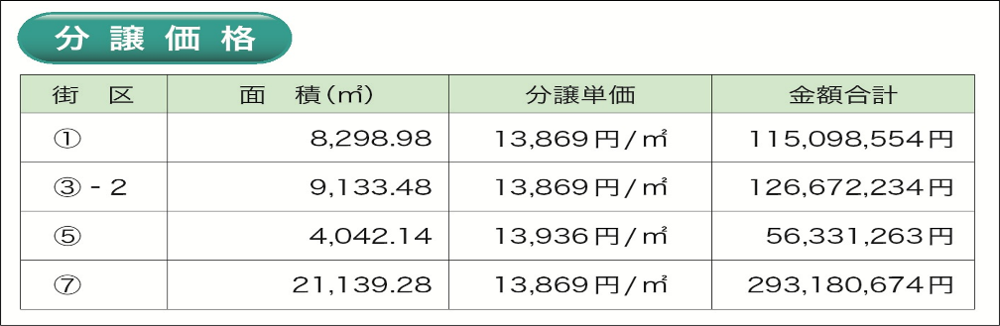 分譲価格
街　区　面　積(㎡)　分譲単価　金額合計
①　8,298.98　13,869円/㎡　115,098,554円
③-2　9,133.48　13,869円/㎡　126,672,234円
⑤　4,042.14　13,936円/㎡　56,331,263円
⑦　21,139.28　13,869円/㎡　293,180,674円